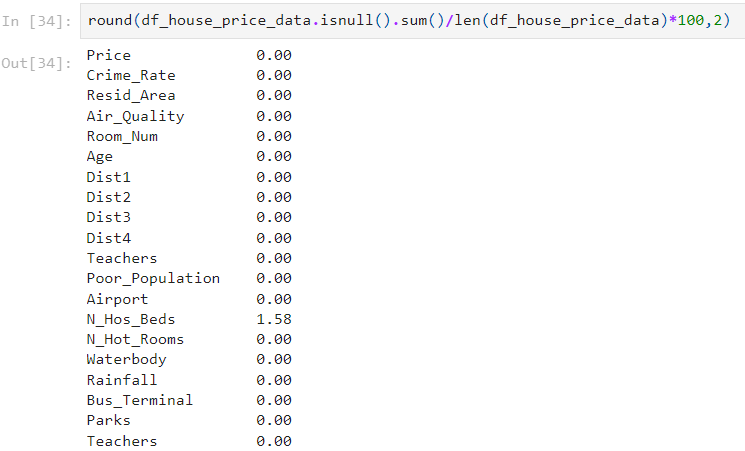 In [34]: round(df_house_price_data.isnull().sum()/len(df_house_price_data)*100,2)
Out[34]: Price 0.00
Crime_Rate 0.00
Resid_Area 0.00
Air_Quality 0.00
Room_Num 0.00
Age 0.00
Dist1 0.00
Dist2 0.00
Dist3 0.00
Dist4 0.00
Teachers 0.00
Poor_Population 0.00
Airport 0.00
N_Hos_Beds 1.58
N_Hot_Rooms 0.00
Waterbody 0.00
Rainfall 0.00
Bus_Terminal 0.00
Parks 0.00
Teachers 0.00